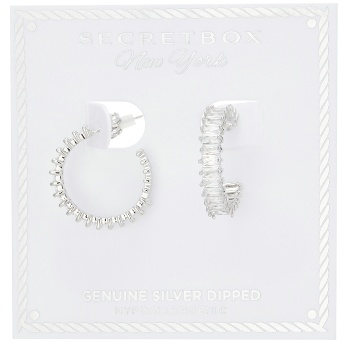 SECRETBOX
New York
GENUINE SILVER DIPPED